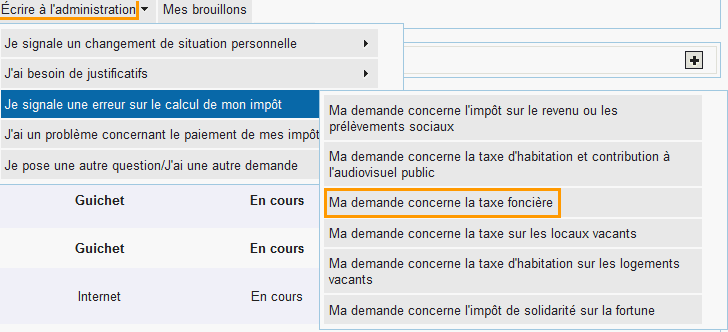 Écrire à l'administration
Mes brouillons
Je signale un changement de situation personnelle
J'ai besoin de justificatifs
Je signale une erreur sur le calcul de mon impôt
J'ai un problème concernant le paiement de mes impôt
Je pose une autre question/J'ai une autre demande
Ma demande concerne l'impôt sur le revenu ou les
prélèvements sociaux
Ma demande concerne la taxe d'habitation et contribution à
l'audiovisuel public
Ma demande concerne la taxe foncière
Ma demande concerne la taxe sur les locaux vacants
Ma demande concerne la taxe d'habitation sur les logements
vacants
Ma demande concerne l'impôt de solidarité sur la fortune
Guichet En cours
Guichet En cours
Internet En cours